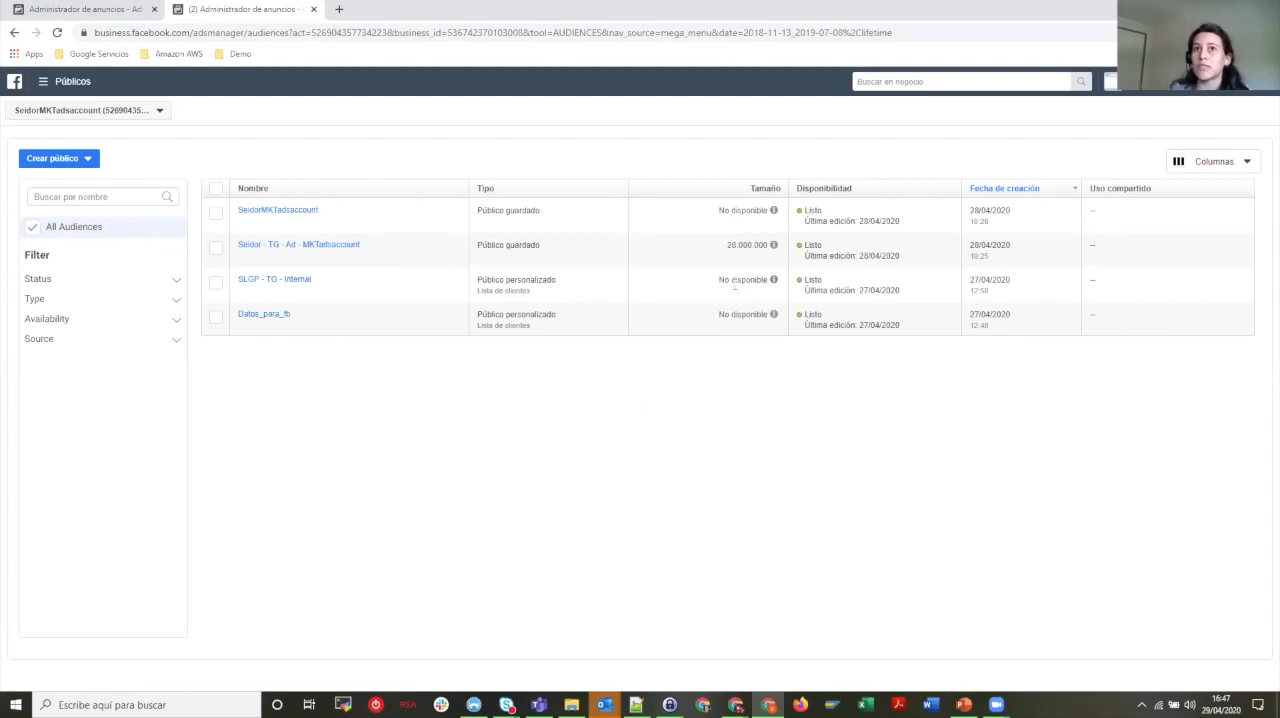 Administrador de anuncios - Ad
(2) Administrador de anuncios -
business.facebook.com/adsmanager/audiences?act=526904357734223&business_id=536742370103008&tool=AUDIENCES&nav_source=mega_menu&date=2018-11-13_2019-07-08%2Clifetime
Apps Google Servicios Amazon AWS Demo
Públicos
Buscar en negocio
SeidorMKTadsaccount (52690435...
Crear público
Columnas
Buscar por nombre
All Audiences
Filter
Status
Type
Availability
Source
Nombre Tipo Tamaño Disponibilidad Fecha de creación Uso compartido
SeidorMKTadsaccount Público guardado No disponible Listo 28/04/2020 --
Última edición: 28/04/2020 10:26
Seidor - TG - Ad - MKTadsaccount Público guardado 28.000.000 Listo 28/04/2020 --
Última edición: 28/04/2020 10:25
SLGP - TG - Internal Público personalizado No disponible Listo 27/04/2020 --
Lista de clientes Última edición: 27/04/2020 12:50
Datos_para_fb Público personalizado No disponible Listo 27/04/2020 --
Lista de clientes Última edición: 27/04/2020 12:40
Escribe aquí para buscar
RSA
16:47
29/04/2020